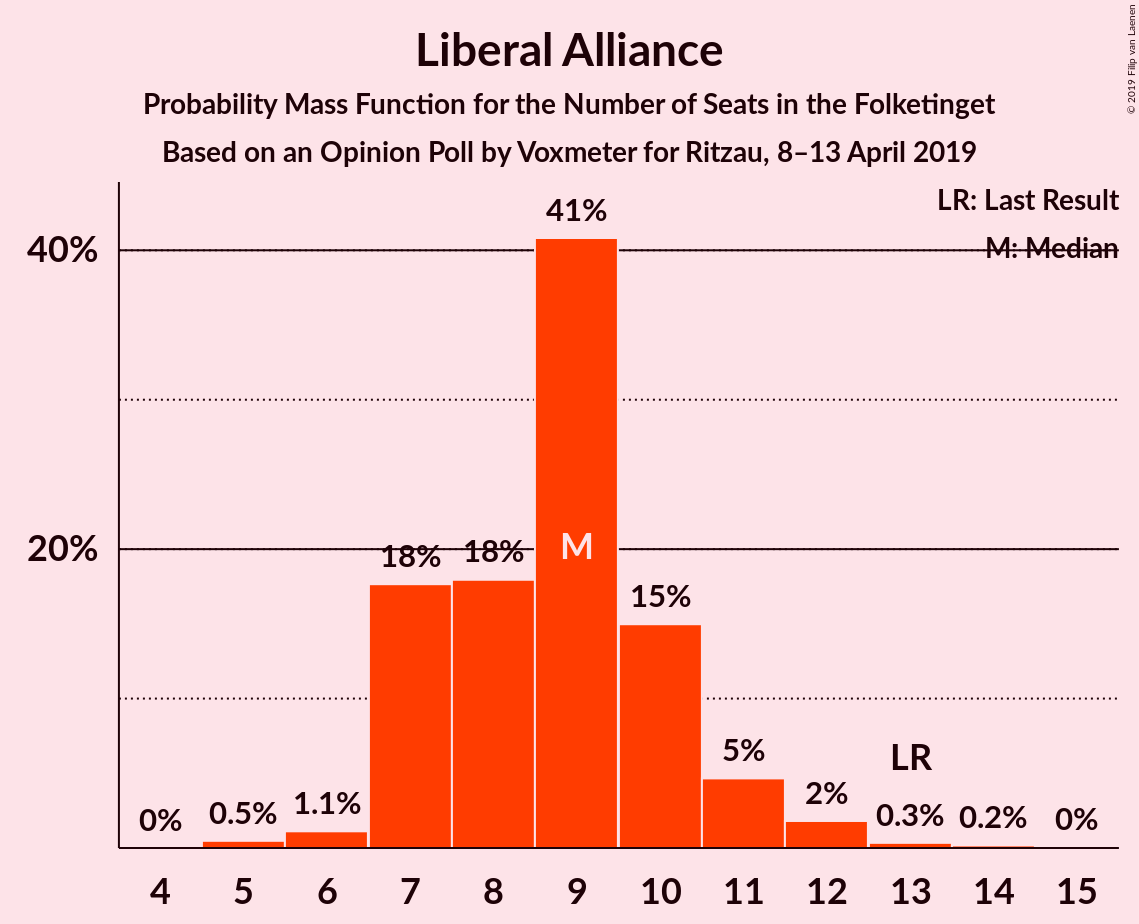 Liberal Alliance
Probability Mass Function for the Number of Seats in the Folketinget
Based on an Opinion Poll by Voxmeter for Ritzau, 8–13 April 2019
© 2019 Filip van Laenen
LR: Last Result
M: Median
40%
20%
0%
0.5%
1.1%
18%
18%
41%
M
15%
5%
2%
LR
0.3%
0.2%
0%
4 5 6 7 8 9 10 11 12 13 14 15